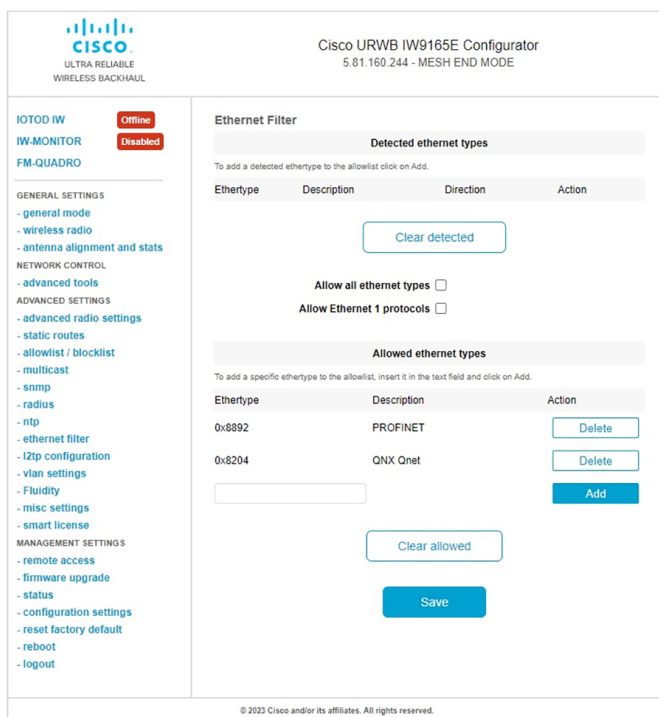 CISCO
ULTRA RELIABLE
WIRELESS BACKHAUL
Cisco URWB IW9165E Configurator
5.81.160.244 - MESH END MODE
IOTOD IW Offline
IW-MONITOR Disabled
FM-QUADRO
GENERAL SETTINGS
- general mode
- wireless radio
- antenna alignment and stats
NETWORK CONTROL
- advanced tools
ADVANCED SETTINGS
- advanced radio settings
- static routes
- allowlist / blocklist
- multicast
- snmp
- radius
- ntp
- ethernet filter
- l2tp configuration
- vlan settings
- Fluidity
- misc settings
- smart license
MANAGEMENT SETTINGS
- remote access
- firmware upgrade
- status
- configuration settings
- reset factory default
- reboot
- logout
Ethernet Filter
Detected ethernet types
To add a detected ethertype to the allowlist click on Add.
Ethertype Description Direction Action
Clear detected
Allow all ethernet types
Allow Ethernet 1 protocols
Allowed ethernet types
To add a specific ethertype to the allowlist, insert it in the text field and click on Add.
Ethertype Description Action
0x8892 PROFINET Delete
0x8204 QNX Qnet Delete
Add
Clear allowed
Save
© 2023 Cisco and/or its affiliates. All rights reserved.